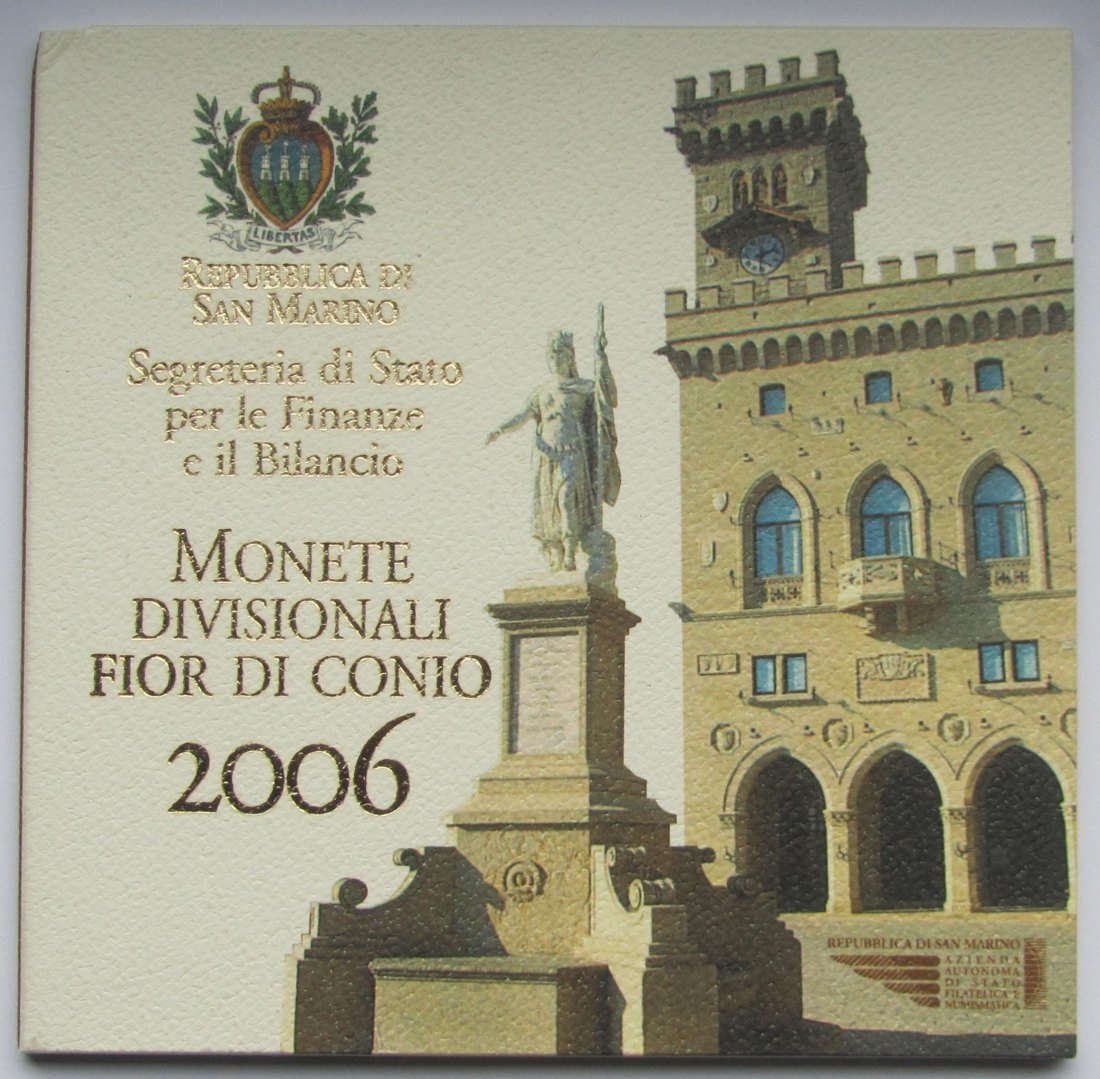 LIBERTAS
REPUBBLICA DI
SAN MARINO
Segreteria di Stato
per le Finanze
e il Bilancio
MONETE
DIVISIONALI
FIOR DI CONIO
2006
REPUBBLICA DI SAN MARINO
AZIENDA
AUTONOMA
DI STATO
FILATELICA E
NUMISMATICA